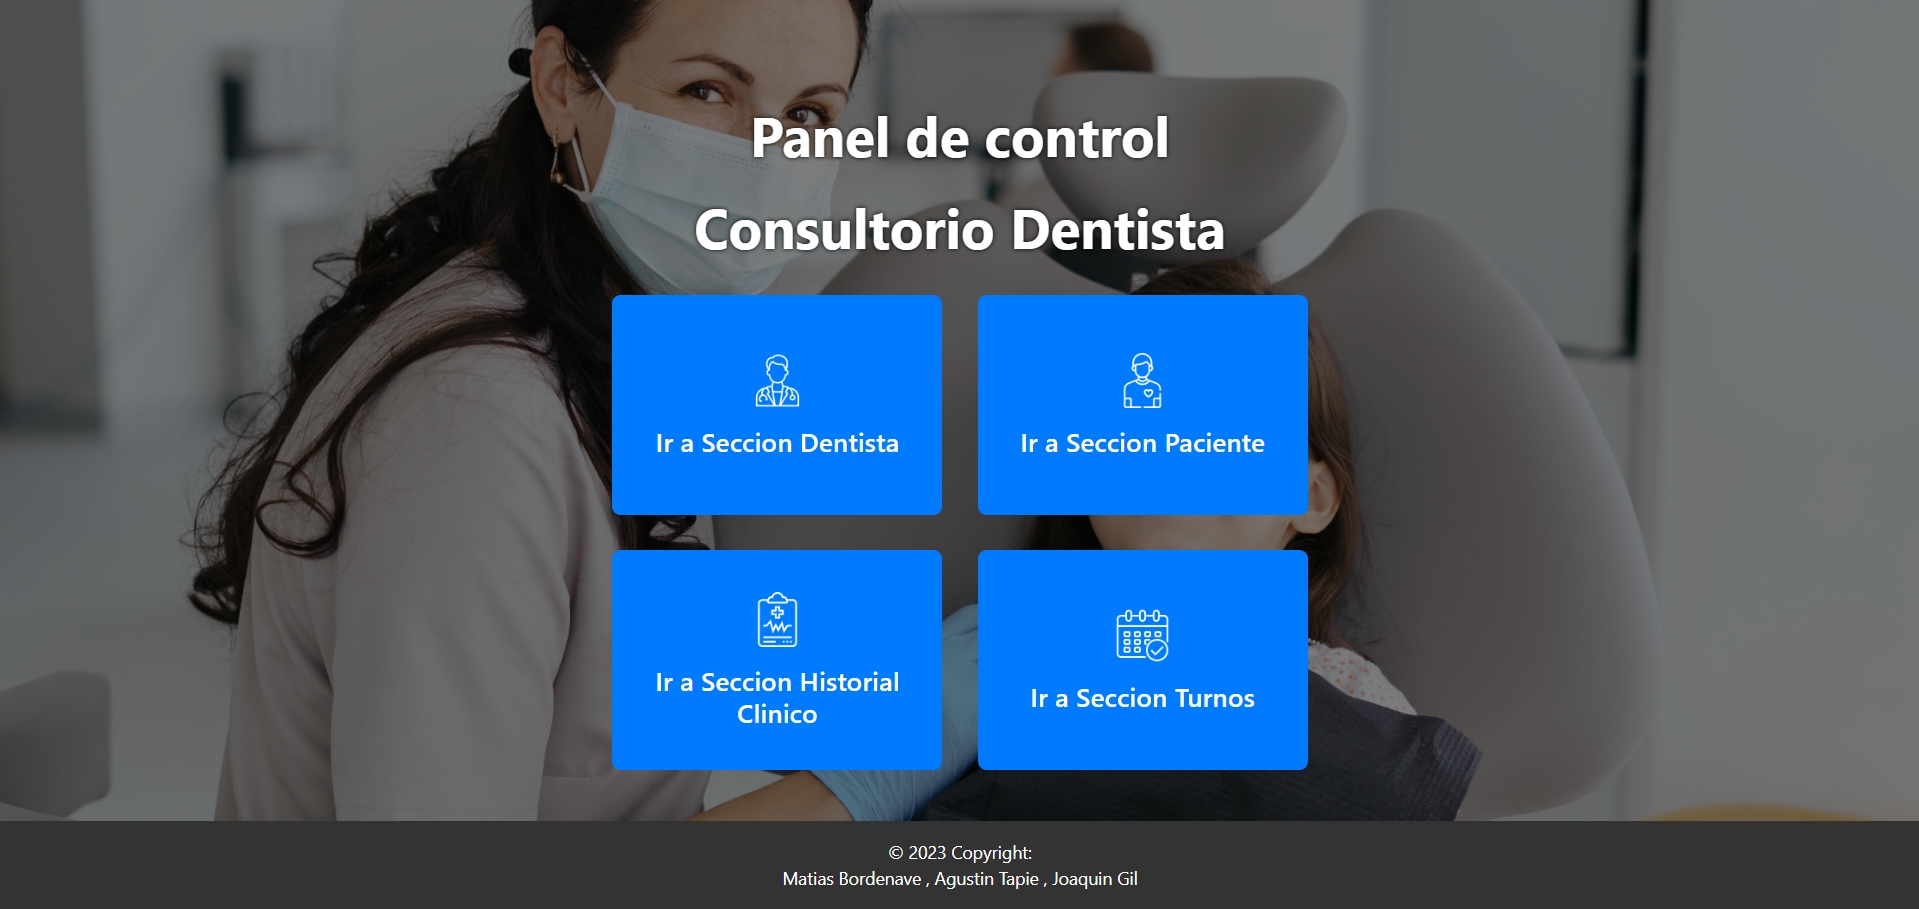 Panel de control
Consultorio Dentista
Ir a Seccion Dentista
Ir a Seccion Paciente
Ir a Seccion Historial
Clinico
Ir a Seccion Turnos
© 2023 Copyright:
Matias Bordenave , Agustin Tapie , Joaquin Gil